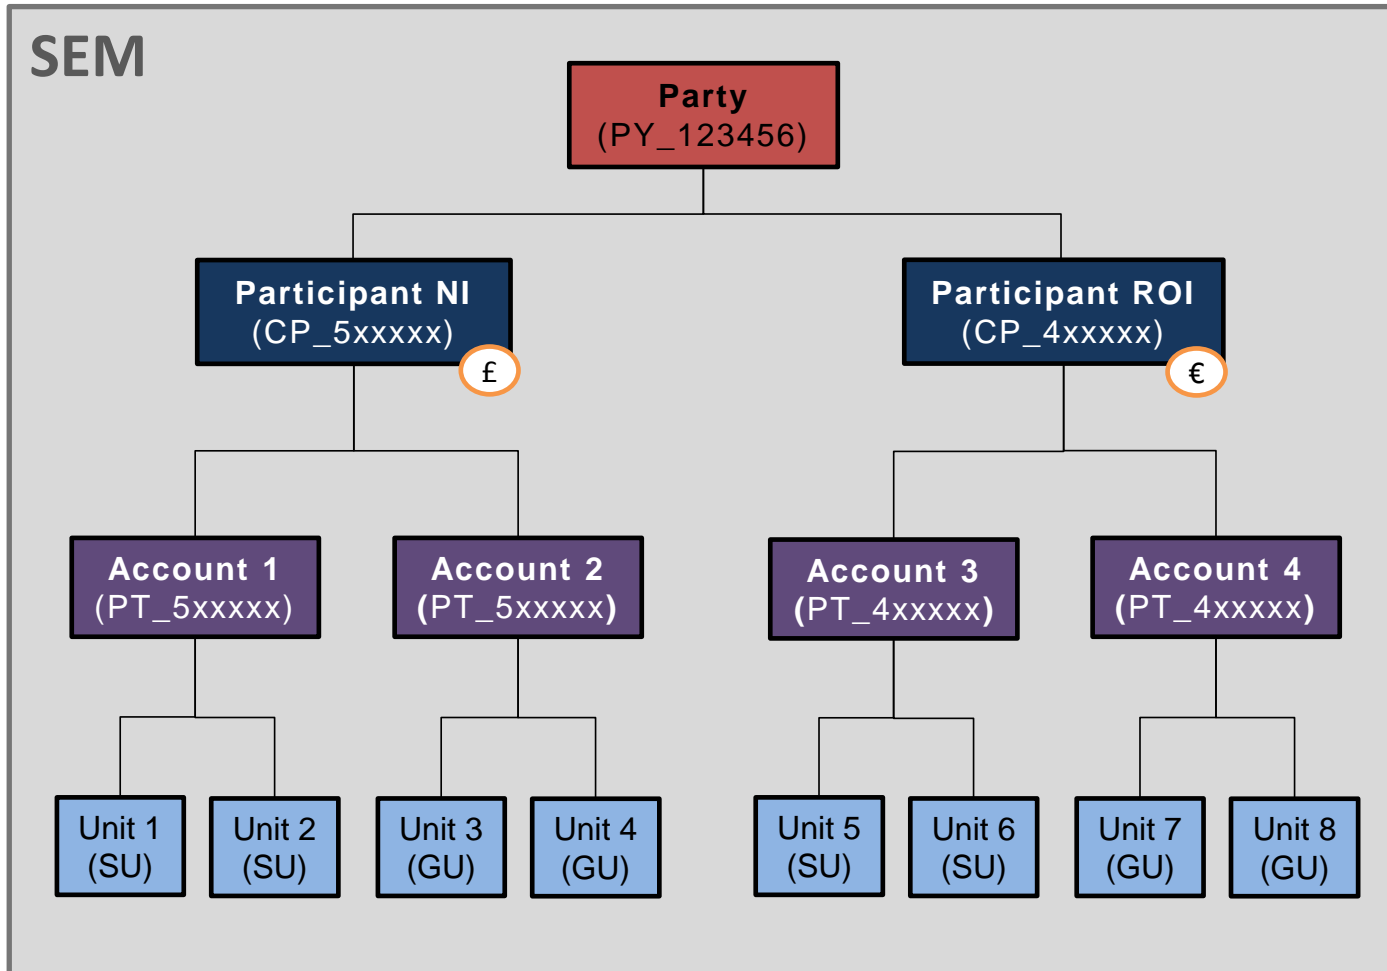 SEM
Party
(PY_123456)
Participant NI
(CP_5xxxxx)
£
Participant ROI
(CP_4xxxxx)
€
Account 1
(PT_5xxxxx)
Account 2
(PT_5xxxxx)
Account 3
(PT_4xxxxx)
Account 4
(PT_4xxxxx)
Unit 1
(SU)
Unit 2
(SU)
Unit 3
(GU)
Unit 4
(GU)
Unit 5
(SU)
Unit 6
(SU)
Unit 7
(GU)
Unit 8
(GU)